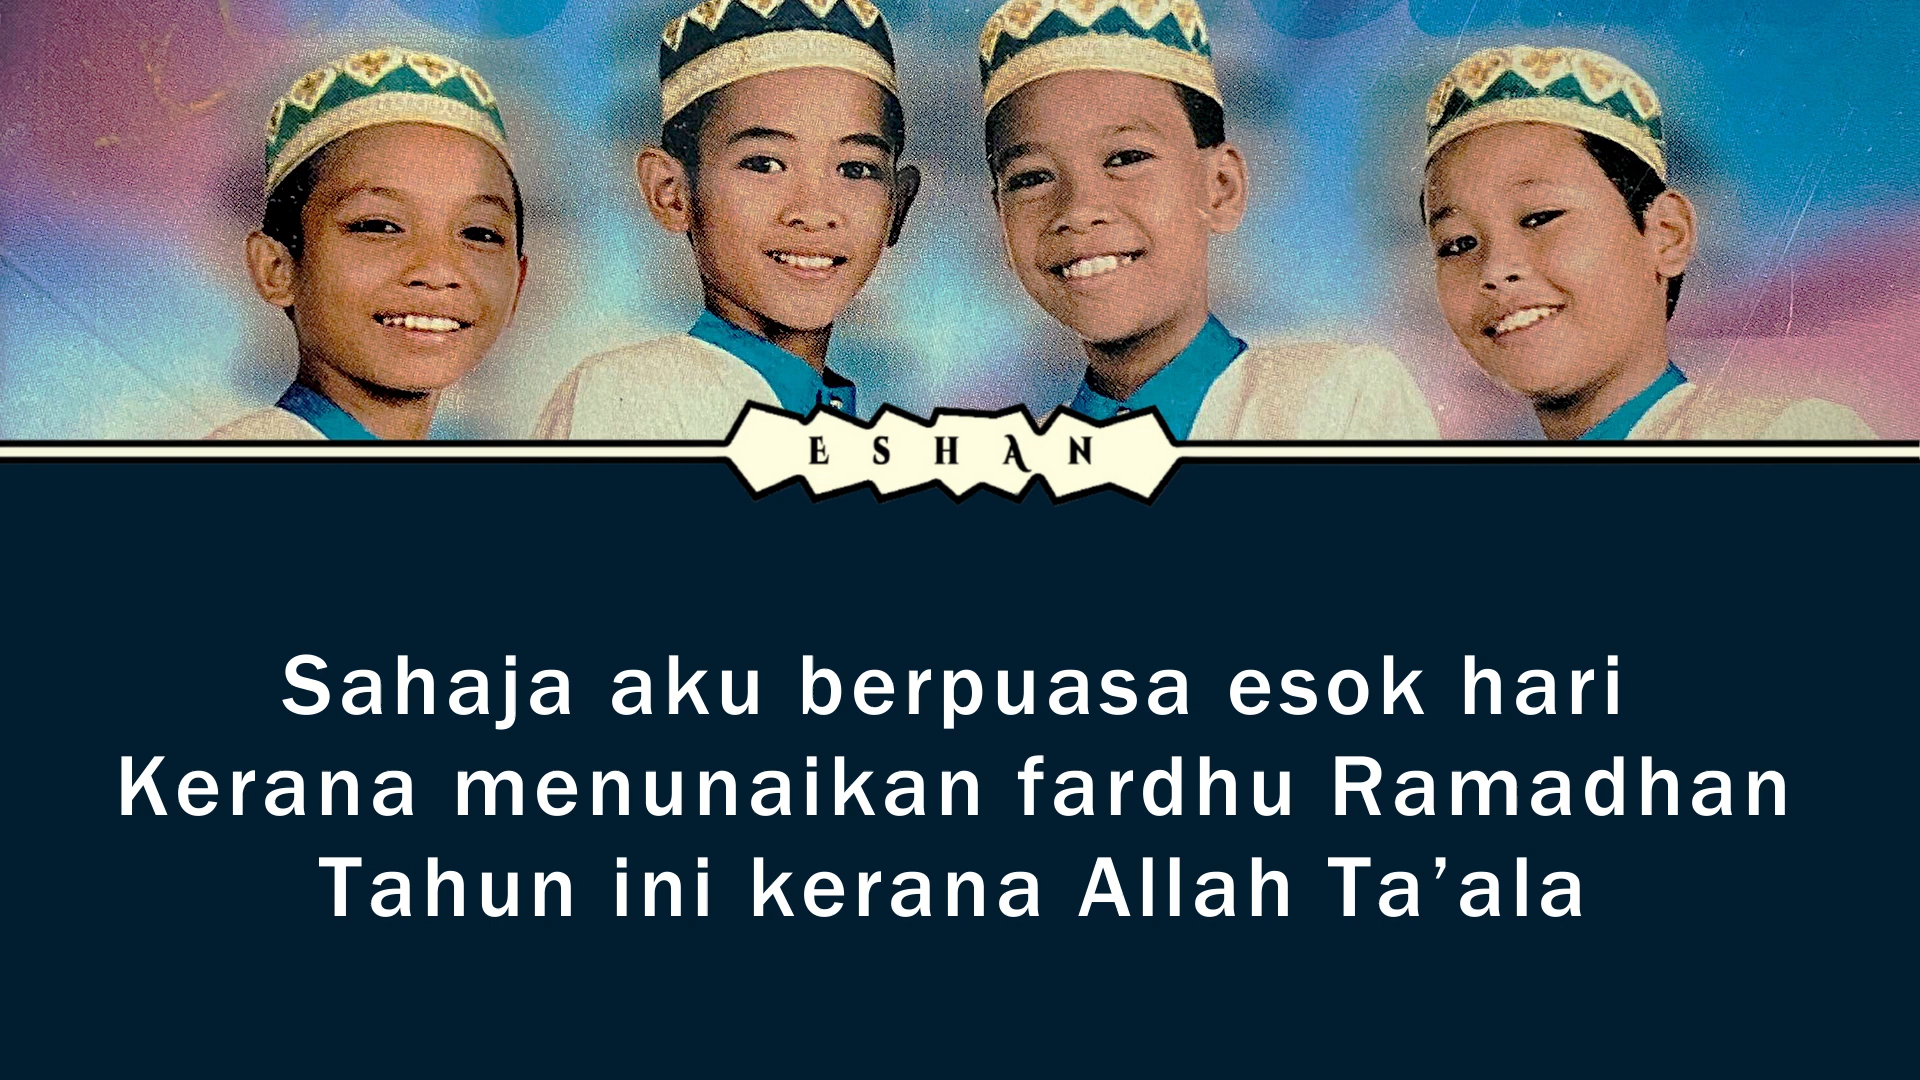 ESHAN
Sahaja aku berpuasa esok hari
Kerana menunaikan fardhu Ramadhan
Tahun ini kerana Allah Ta’ala